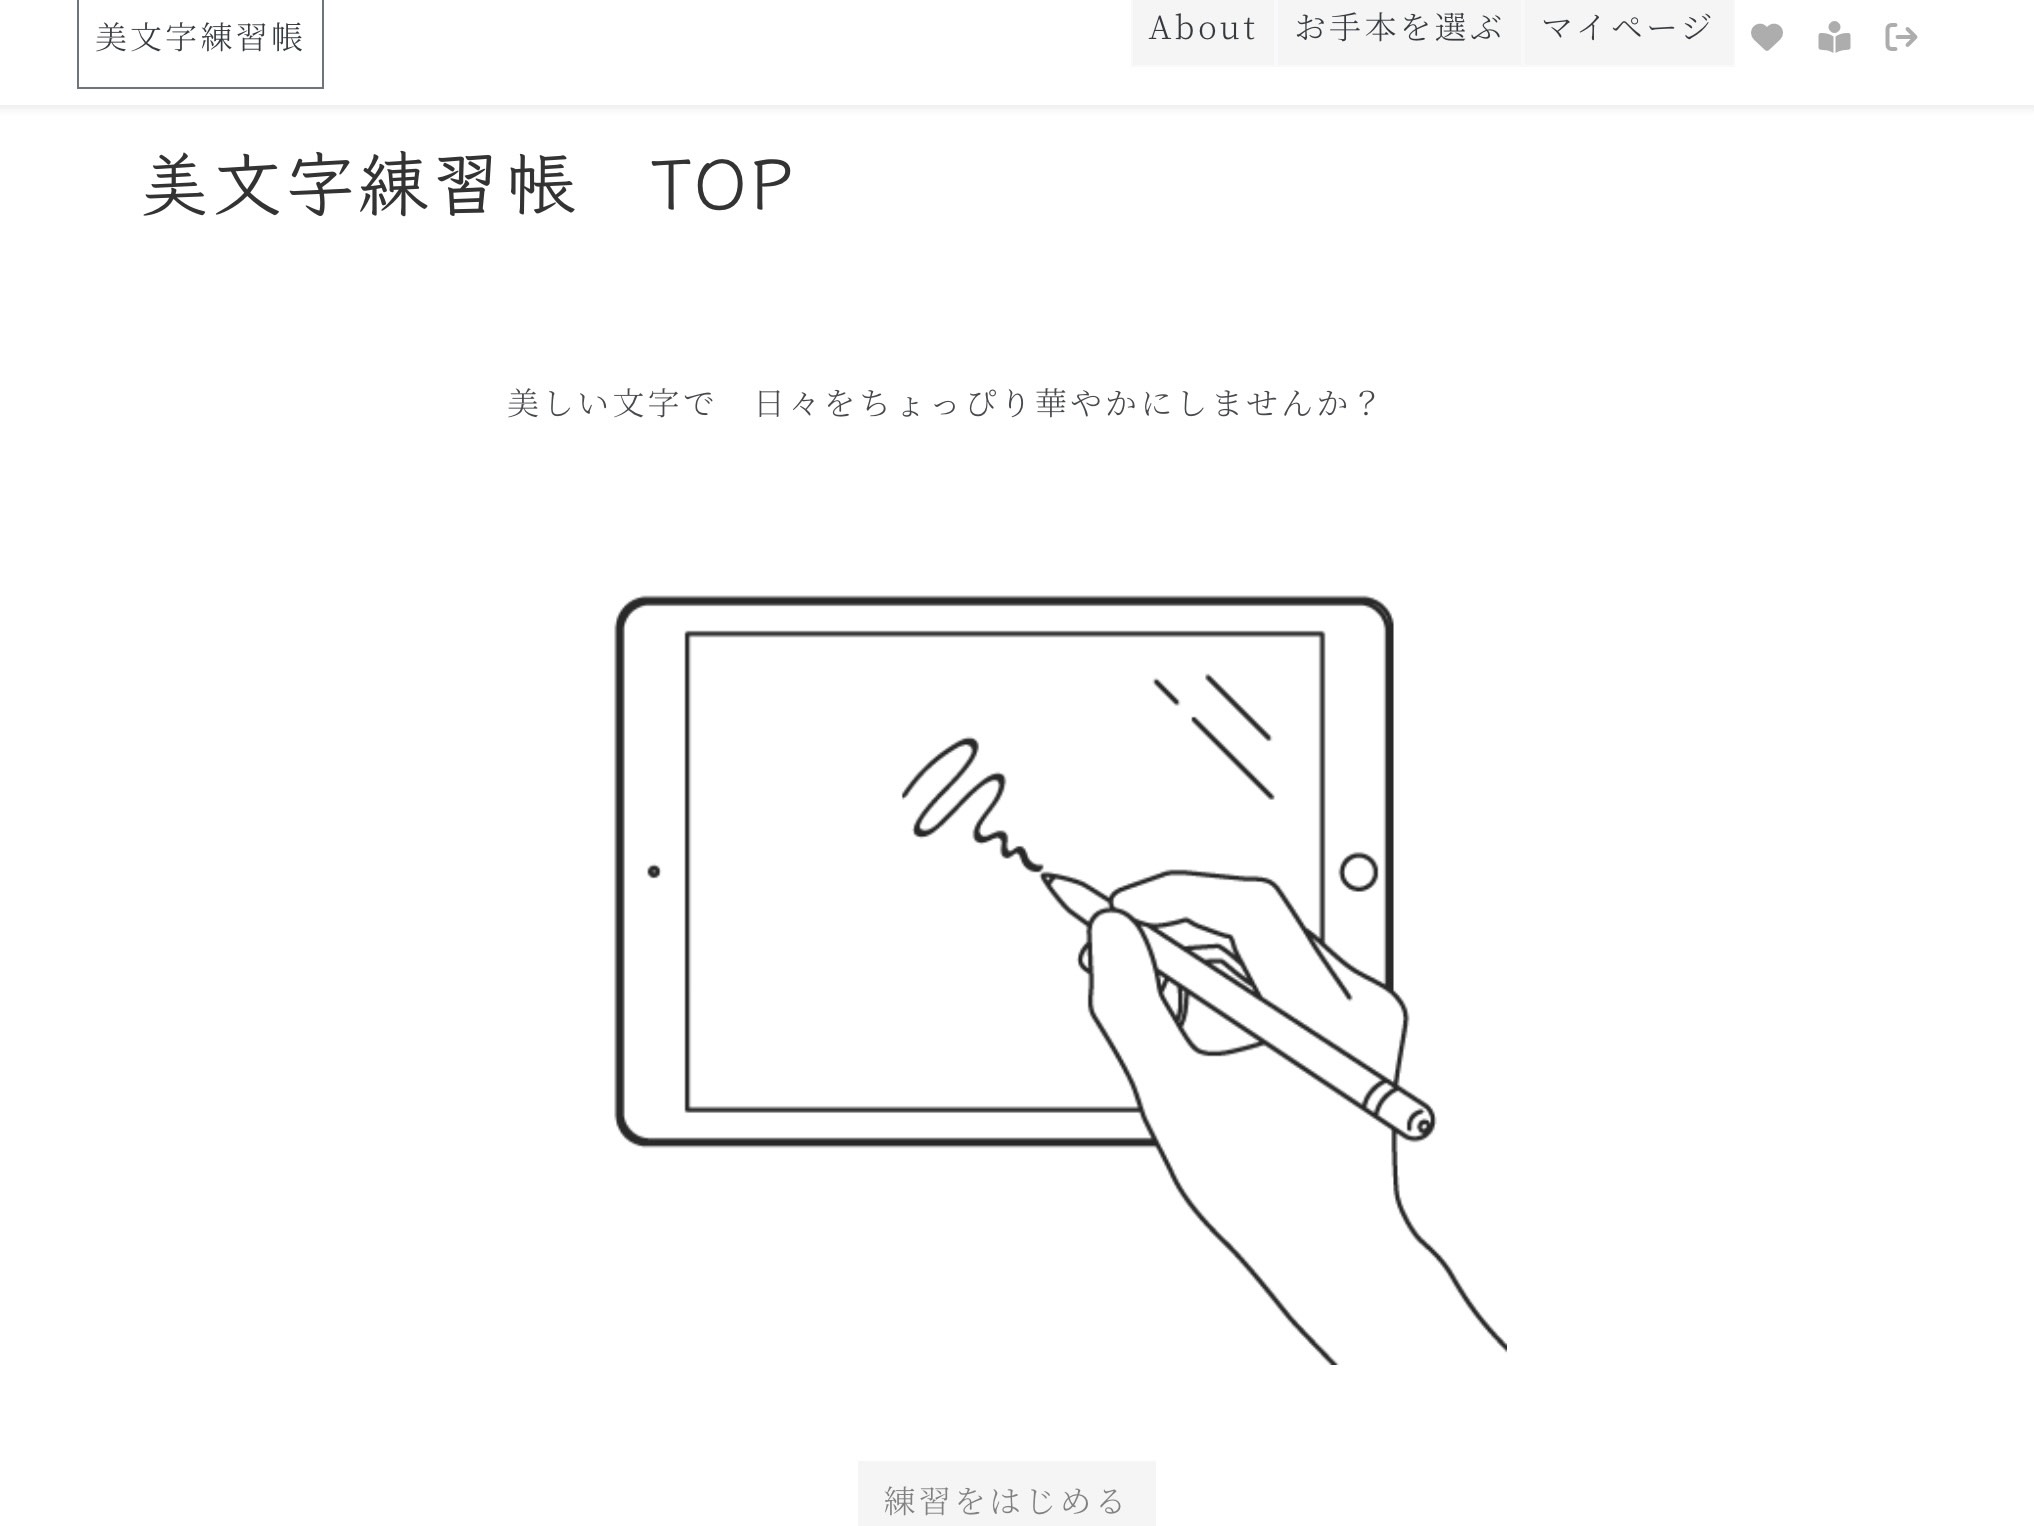 美文字練習帳
About お手本を選ぶ マイページ
美文字練習帳　TOP
美しい文字で　日々をちょっぴり華やかにしませんか？
練習をはじめる